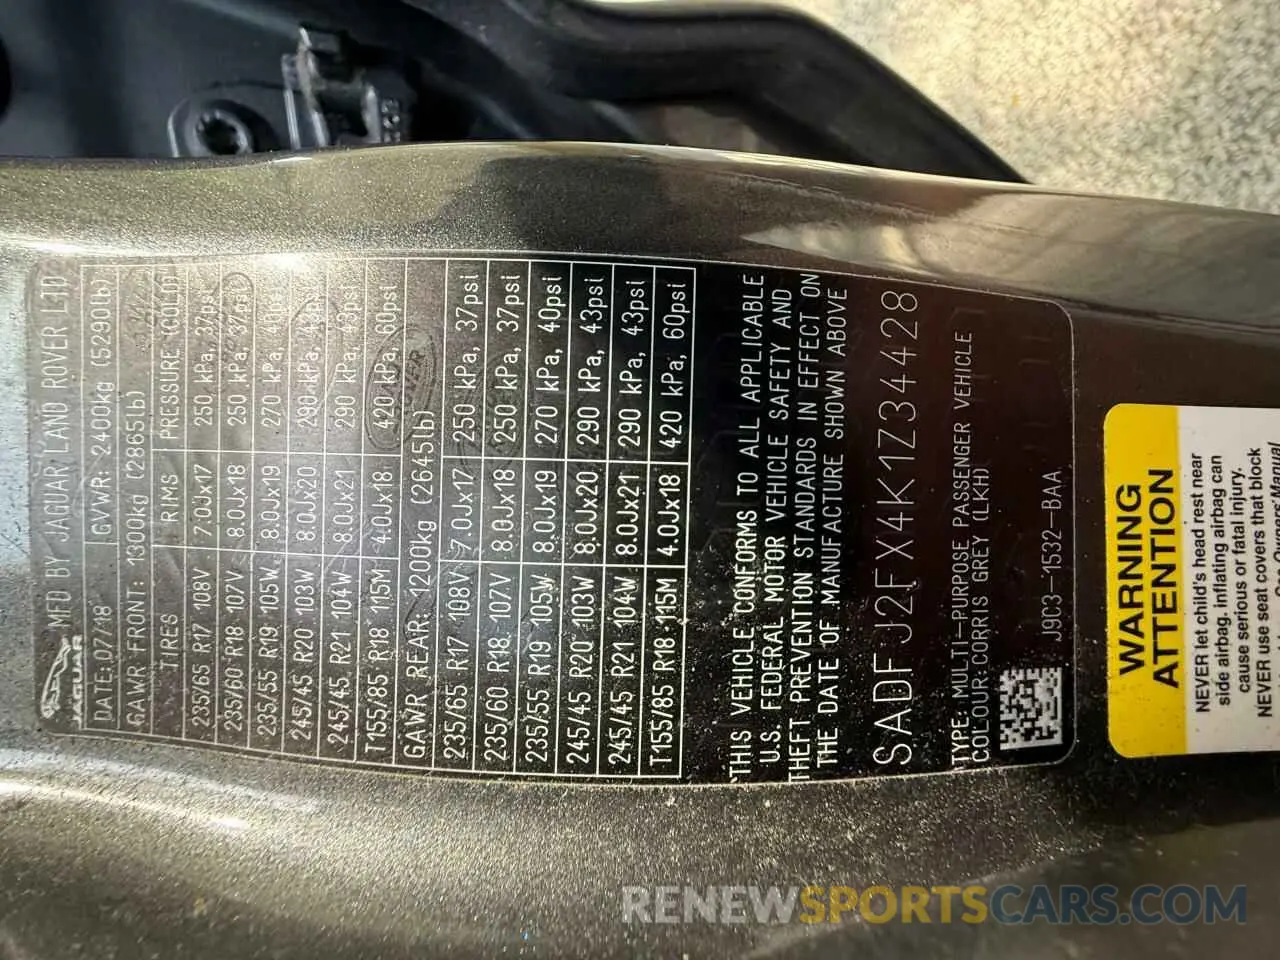 JAGUAR
MFD BY JAGUAR LAND ROVER LTD
DATE:07/18 GVWR: 2400kg (5290lb)
GAWR FRONT: 1300kg (2865lb)
TIRES RIMS PRESSURE (COLD)
235/65 R17 108V 7.0Jx17 250 kPa, 37psi
235/60 R18 107V 8.0Jx18 250 kPa, 37psi
235/55 R19 105W 8.0Jx19 270 kPa, 40psi
245/45 R20 103W 8.0Jx20 290 kPa, 43psi
245/45 R21 104W 8.0Jx21 290 kPa, 43psi
T155/85 R18 115M 4.0Jx18 420 kPa, 60psi
GAWR REAR: 1200kg (2645lb)
235/65 R17 108V 7.0Jx17 250 kPa, 37psi
235/60 R18 107V 8.0Jx18 250 kPa, 37psi
235/55 R19 105W 8.0Jx19 270 kPa, 40psi
245/45 R20 103W 8.0Jx20 290 kPa, 43psi
245/45 R21 104W 8.0Jx21 290 kPa, 43psi
T155/85 R18 115M 4.0Jx18 420 kPa, 60psi
THIS VEHICLE CONFORMS TO ALL APPLICABLE
U.S. FEDERAL MOTOR VEHICLE SAFETY AND
THEFT PREVENTION STANDARDS IN EFFECT ON
THE DATE OF MANUFACTURE SHOWN ABOVE
SADFJ2FX4K1Z34428
TYPE: MULTI-PURPOSE PASSENGER VEHICLE
COLOUR:CORRIS GREY (LKH)
J9C3-1532-BAA
WARNING
ATTENTION
NEVER let child's head rest near
side airbag, inflating airbag can
cause serious or fatal injury.
NEVER use seat covers that block
Owners' Manual
RENEWSPORTSCARS.COM